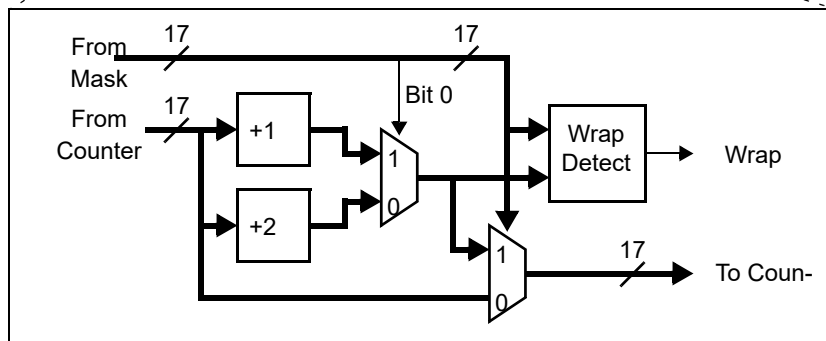 17
17
From
Mask
Bit 0
17
From
Counter
+1
1
0
Wrap
Detect
Wrap
+2
1
0
17
To Coun-